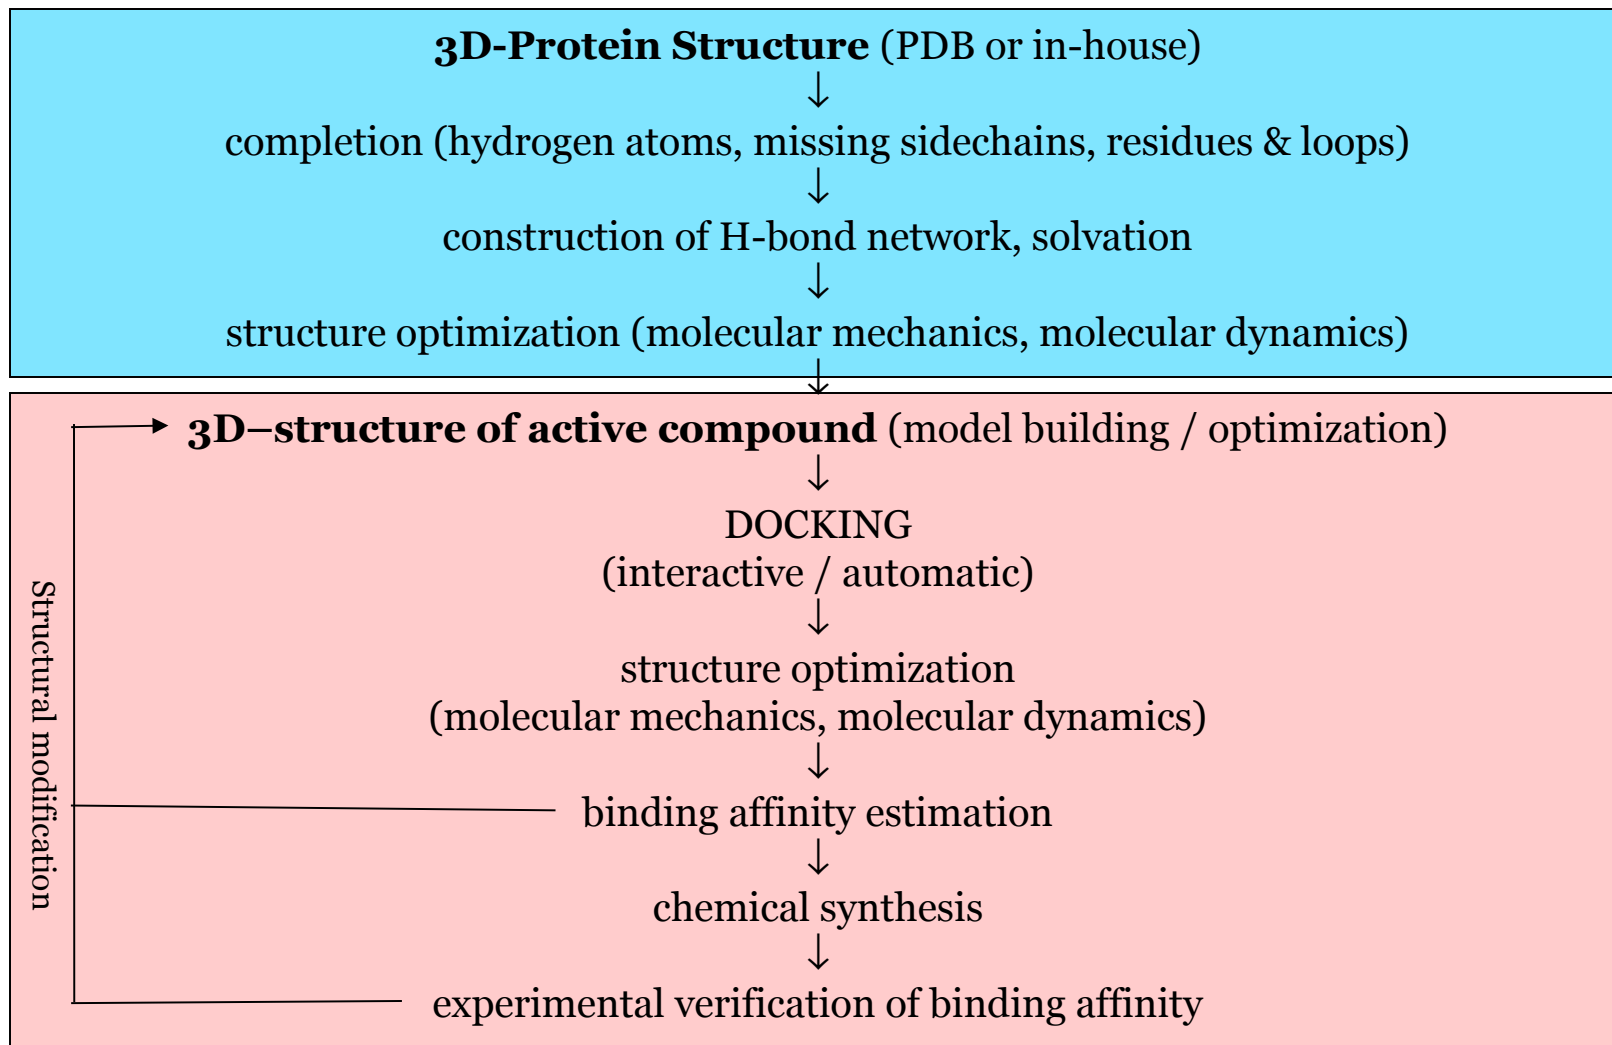 3D-Protein Structure (PDB or in-house)
↓
completion (hydrogen atoms, missing sidechains, residues & loops)
↓
construction of H-bond network, solvation
↓
structure optimization (molecular mechanics, molecular dynamics)
↓
3D–structure of active compound (model building / optimization)
↓
DOCKING
(interactive / automatic)
↓
structure optimization
(molecular mechanics, molecular dynamics)
↓
binding affinity estimation
↓
chemical synthesis
↓
experimental verification of binding affinity
Structural modification